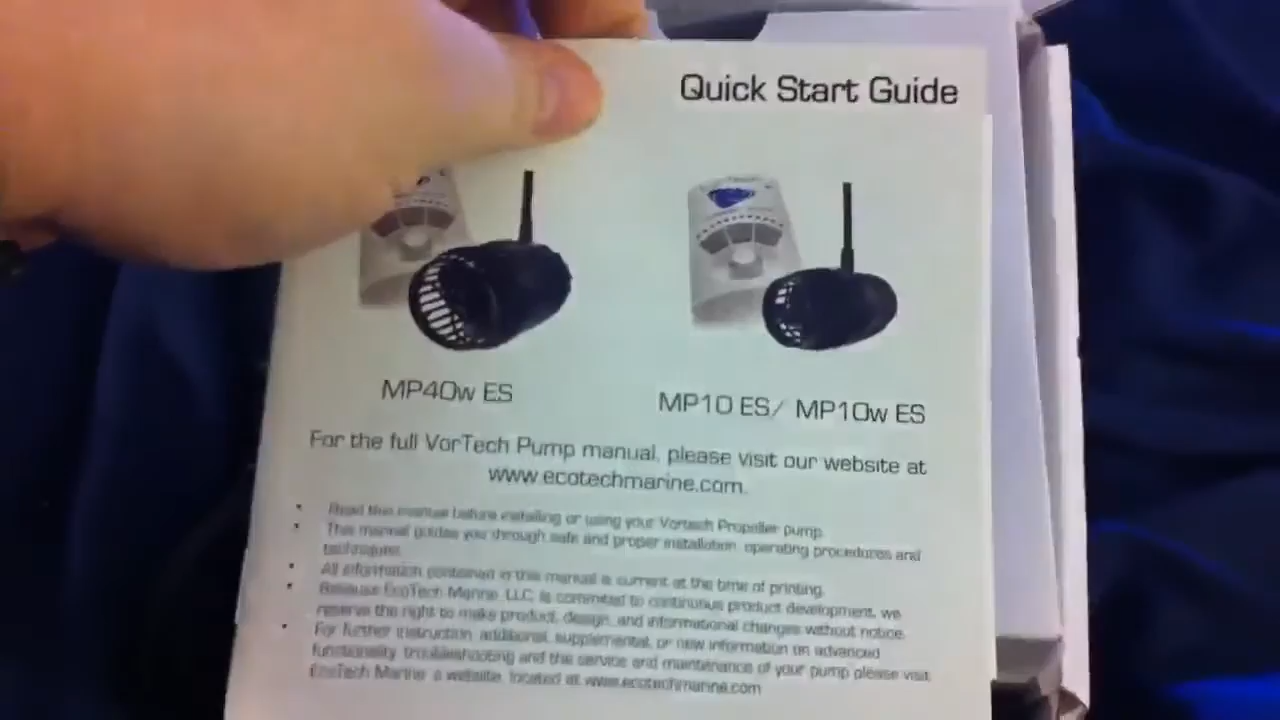 Quick Start Guide
MP40w ES
MP10 ES/ MP10w ES
For the full VorTech Pump manual, please visit our website at
www.ecotechmarine.com.
• Read this manual before installing or using your Vortech Propeller pump.
• This manual guides you through safe and proper installation, operating procedures and
techniques.
• All information contained in this manual is current at the time of printing.
• Because EcoTech Marine, LLC, is committed to continuous product development, we
reserve the right to make product, design, and informational changes without notice.
• For further instruction, additional, supplemental, or new information on advanced
functionality, troubleshooting and the service and maintenance of your pump please visit
EcoTech Marine's website, located at www.ecotechmarine.com